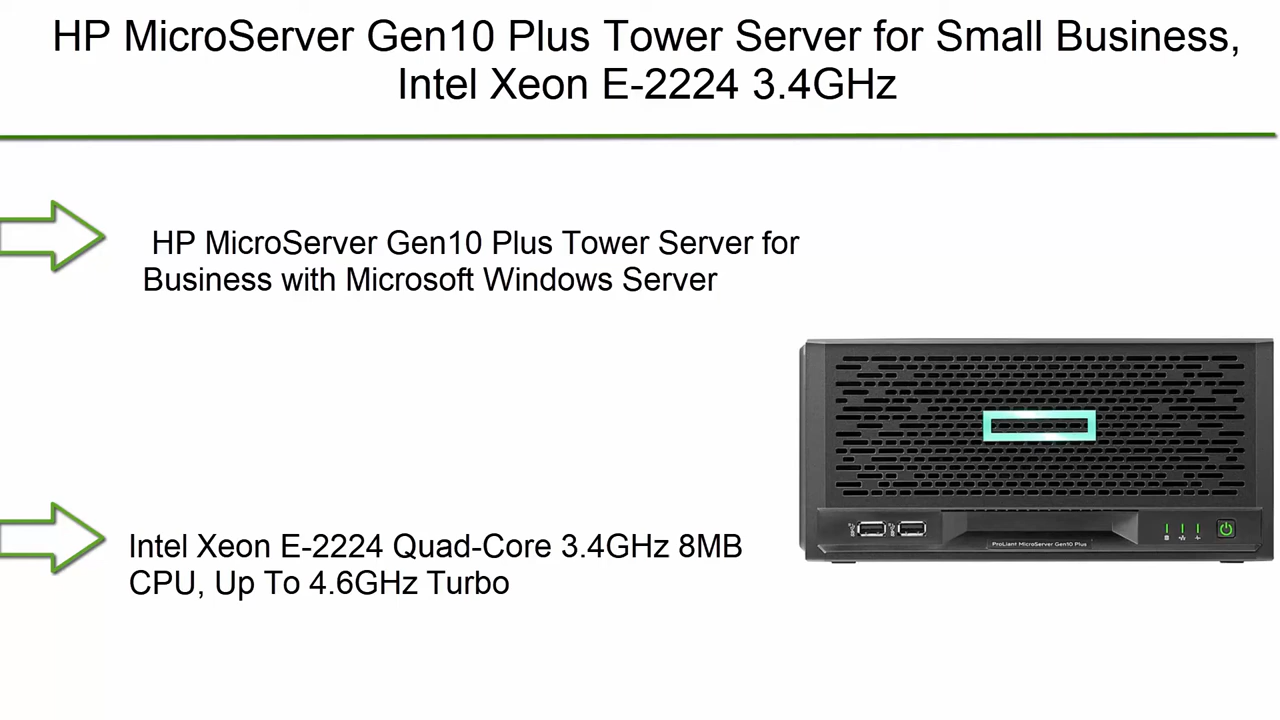 HP MicroServer Gen10 Plus Tower Server for Small Business,
Intel Xeon E-2224 3.4GHz
HP MicroServer Gen10 Plus Tower Server for
Business with Microsoft Windows Server
ProLiant MicroServer Gen10 Plus
Intel Xeon E-2224 Quad-Core 3.4GHz 8MB
CPU, Up To 4.6GHz Turbo